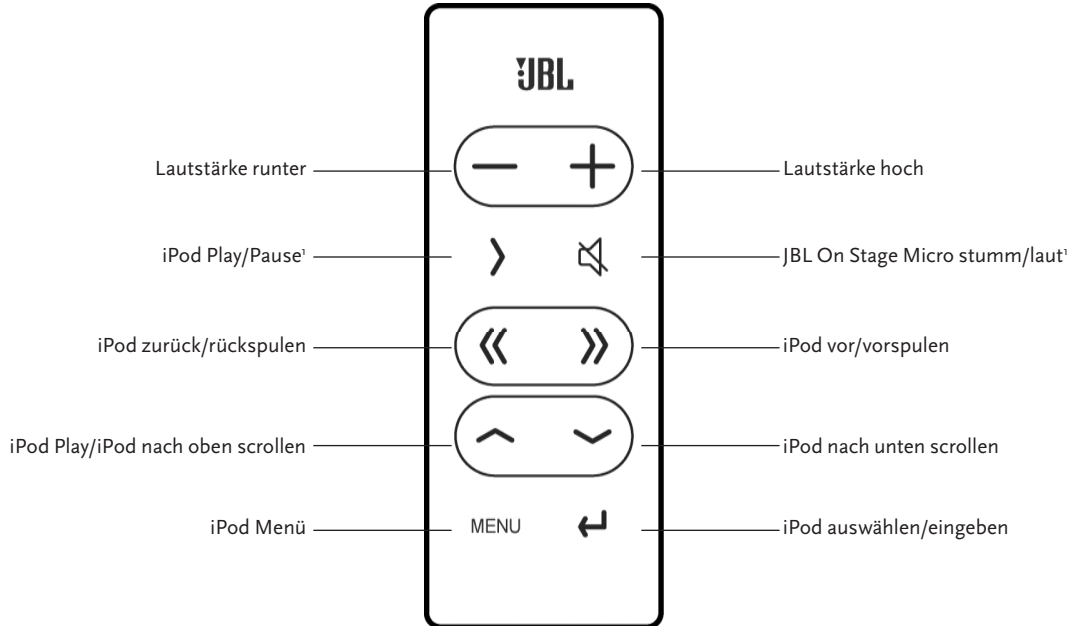 JBL
Lautstärke runter
Lautstärke hoch
iPod Play/Pause¹
JBL On Stage Micro stumm/laut¹
iPod zurück/rückspulen
iPod vor/vorspulen
iPod Play/iPod nach oben scrollen
iPod nach unten scrollen
iPod Menü
MENU
iPod auswählen/eingeben